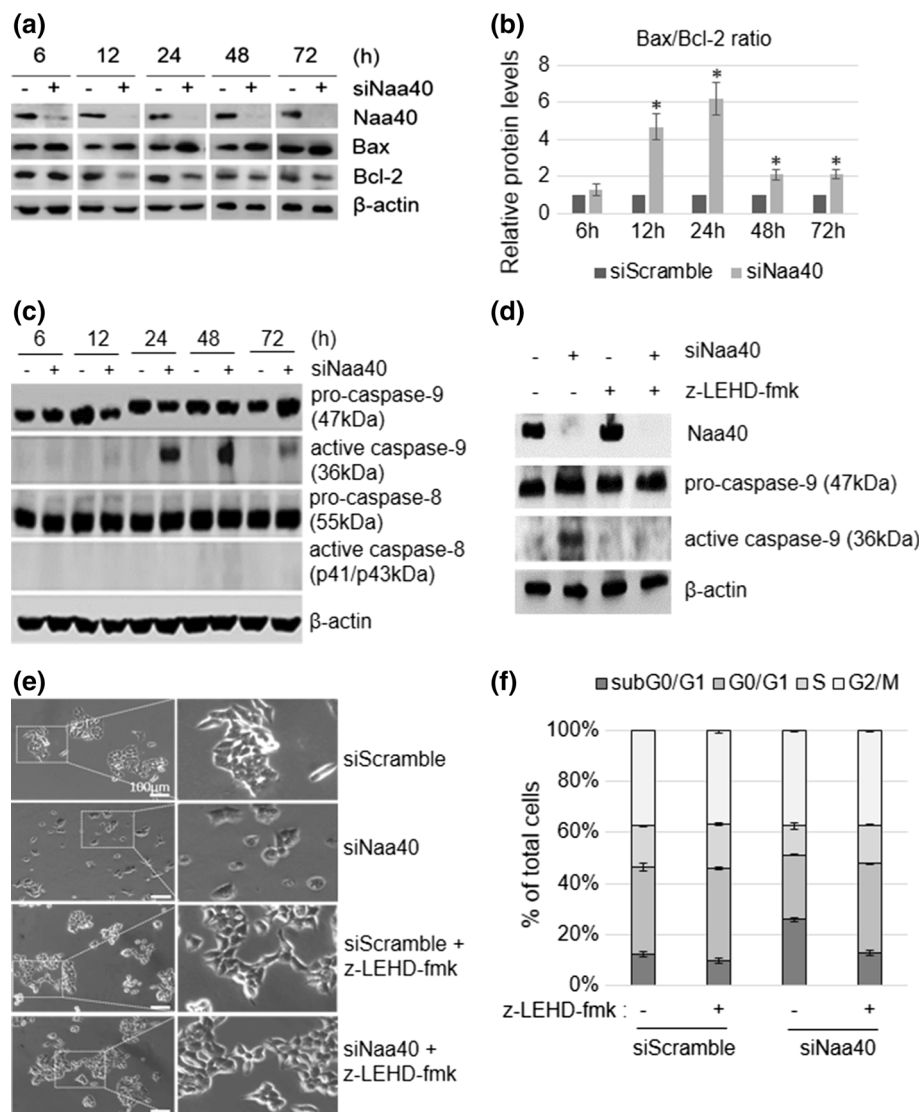 (a)
6 12 24 48 72 (h)
- + - + - + - + - + siNaa40
Naa40
Bax
Bcl-2
β-actin
(b)
Bax/Bcl-2 ratio
Relative protein levels
8
6
4
2
0
* * * *
6h 12h 24h 48h 72h
siScramble siNaa40
(c)
6 12 24 48 72 (h)
- + - + - + - + - + siNaa40
pro-caspase-9
(47kDa)
active caspase-9
(36kDa)
pro-caspase-8
(55kDa)
active caspase-8
(p41/p43kDa)
β-actin
(d)
- + - + siNaa40
- - + + z-LEHD-fmk
Naa40
pro-caspase-9 (47kDa)
active caspase-9 (36kDa)
β-actin
(e)
100μm
siScramble
siNaa40
siScramble +
z-LEHD-fmk
siNaa40 +
z-LEHD-fmk
(f)
subG0/G1 G0/G1 S G2/M
% of total cells
100%
80%
60%
40%
20%
0%
z-LEHD-fmk : - + - +
siScramble siNaa40